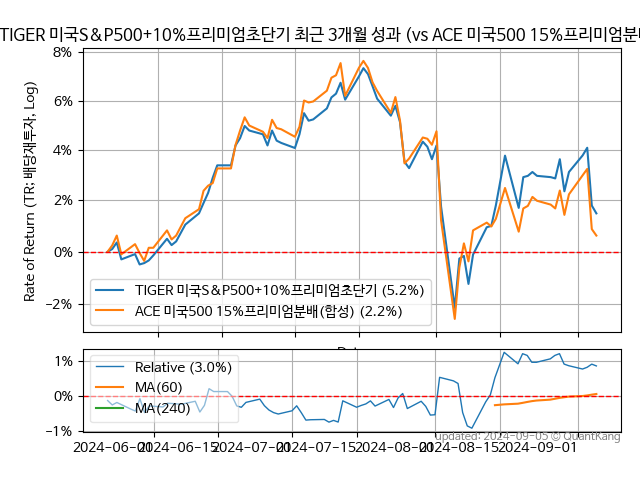 TIGER 미국S&P500+10%프리미엄초단기 최근 3개월 성과 (vs ACE 미국500 15%프리미엄분배
8%
6%
4%
2%
0%
−2%
Rate of Return (TR: 배당재투자, Log)
TIGER 미국S&P500+10%프리미엄초단기 (5.2%)
ACE 미국500 15%프리미엄분배(합성) (2.2%)
1%
0%
−1%
Relative (3.0%)
MA(60)
MA(240)
2024-06-01
2024-06-15
2024-07-01
2024-07-15
2024-08-01
2024-08-15
2024-09-01
updated: 2024-09-05 © QuantKang